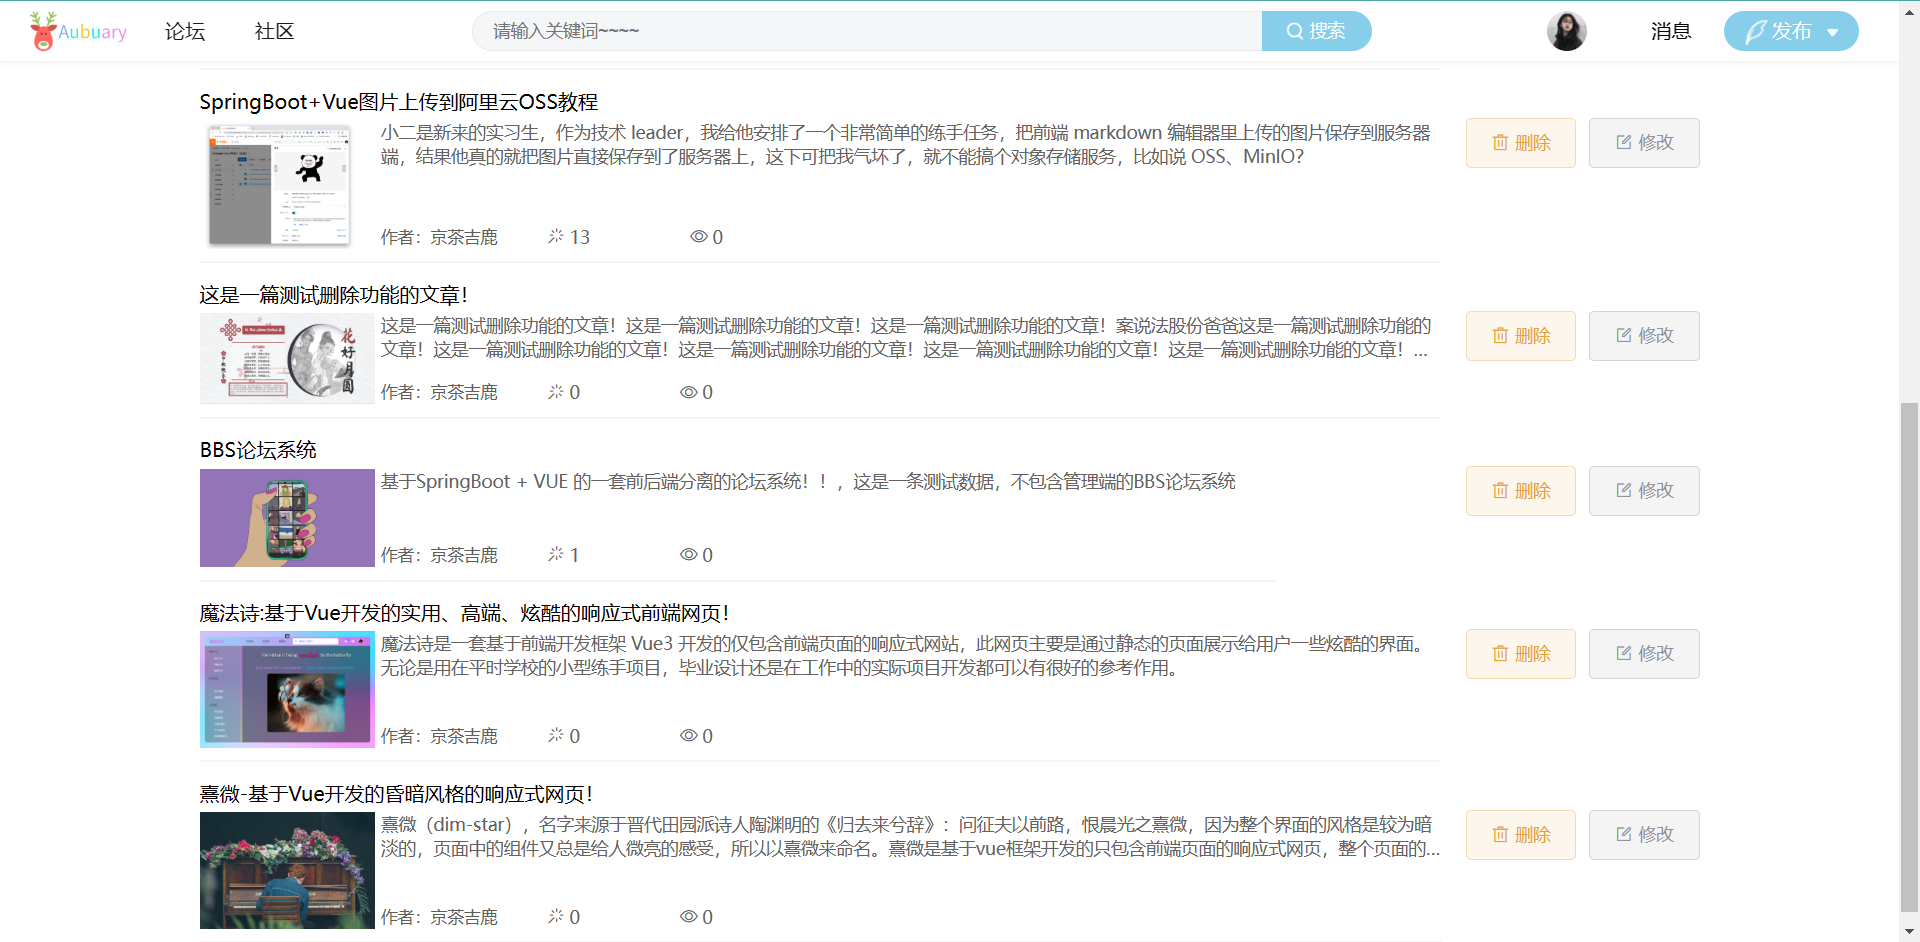 Aubuary 论坛 社区 请输入关键词~~~~ 搜索 消息 发布
SpringBoot+Vue图片上传到阿里云OSS教程
小二是新来的实习生，作为技术 leader，我给他安排了一个非常简单的练手任务，把前端 markdown 编辑器里上传的图片保存到服务器
端，结果他真的就把图片直接保存到了服务器上，这下可把我气坏了，就不能搞个对象存储服务，比如说 OSS、MinIO？
删除 修改
作者：京茶吉鹿 13 0
这是一篇测试删除功能的文章！
这是一篇测试删除功能的文章！这是一篇测试删除功能的文章！这是一篇测试删除功能的文章！案说法股份爸爸这是一篇测试删除功能的
文章！这是一篇测试删除功能的文章！这是一篇测试删除功能的文章！这是一篇测试删除功能的文章！这是一篇测试删除功能的文章！...
花好月圆
删除 修改
作者：京茶吉鹿 0 0
BBS论坛系统
基于SpringBoot + VUE 的一套前后端分离的论坛系统！！，这是一条测试数据，不包含管理端的BBS论坛系统
删除 修改
作者：京茶吉鹿 1 0
魔法诗:基于Vue开发的实用、高端、炫酷的响应式前端网页！
魔法诗是一套基于前端开发框架 Vue3 开发的仅包含前端页面的响应式网站，此网页主要是通过静态的页面展示给用户一些炫酷的界面。
无论是用在平时学校的小型练手项目，毕业设计还是在工作中的实际项目开发都可以有很好的参考作用。
删除 修改
作者：京茶吉鹿 0 0
熹微-基于Vue开发的昏暗风格的响应式网页！
熹微（dim-star），名字来源于晋代田园派诗人陶渊明的《归去来兮辞》：问征夫以前路，恨晨光之熹微，因为整个界面的风格是较为暗
淡的，页面中的组件又总是给人微亮的感受，所以以熹微来命名。熹微是基于vue框架开发的只包含前端页面的响应式网页，整个页面的...
删除 修改
作者：京茶吉鹿 0 0